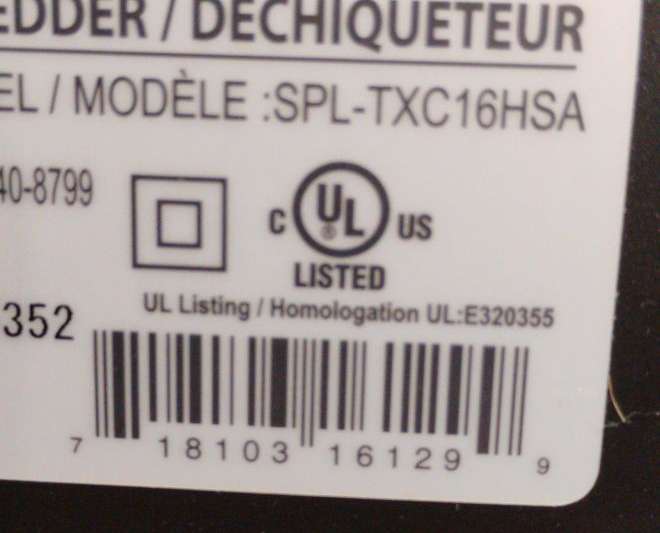 EDDER / DÉCHIQUETEUR
EL / MODÈLE :SPL-TXC16HSA
40-8799
C UL ® US
LISTED
UL Listing / Homologation UL:E320355
352
7 18103 16129 9